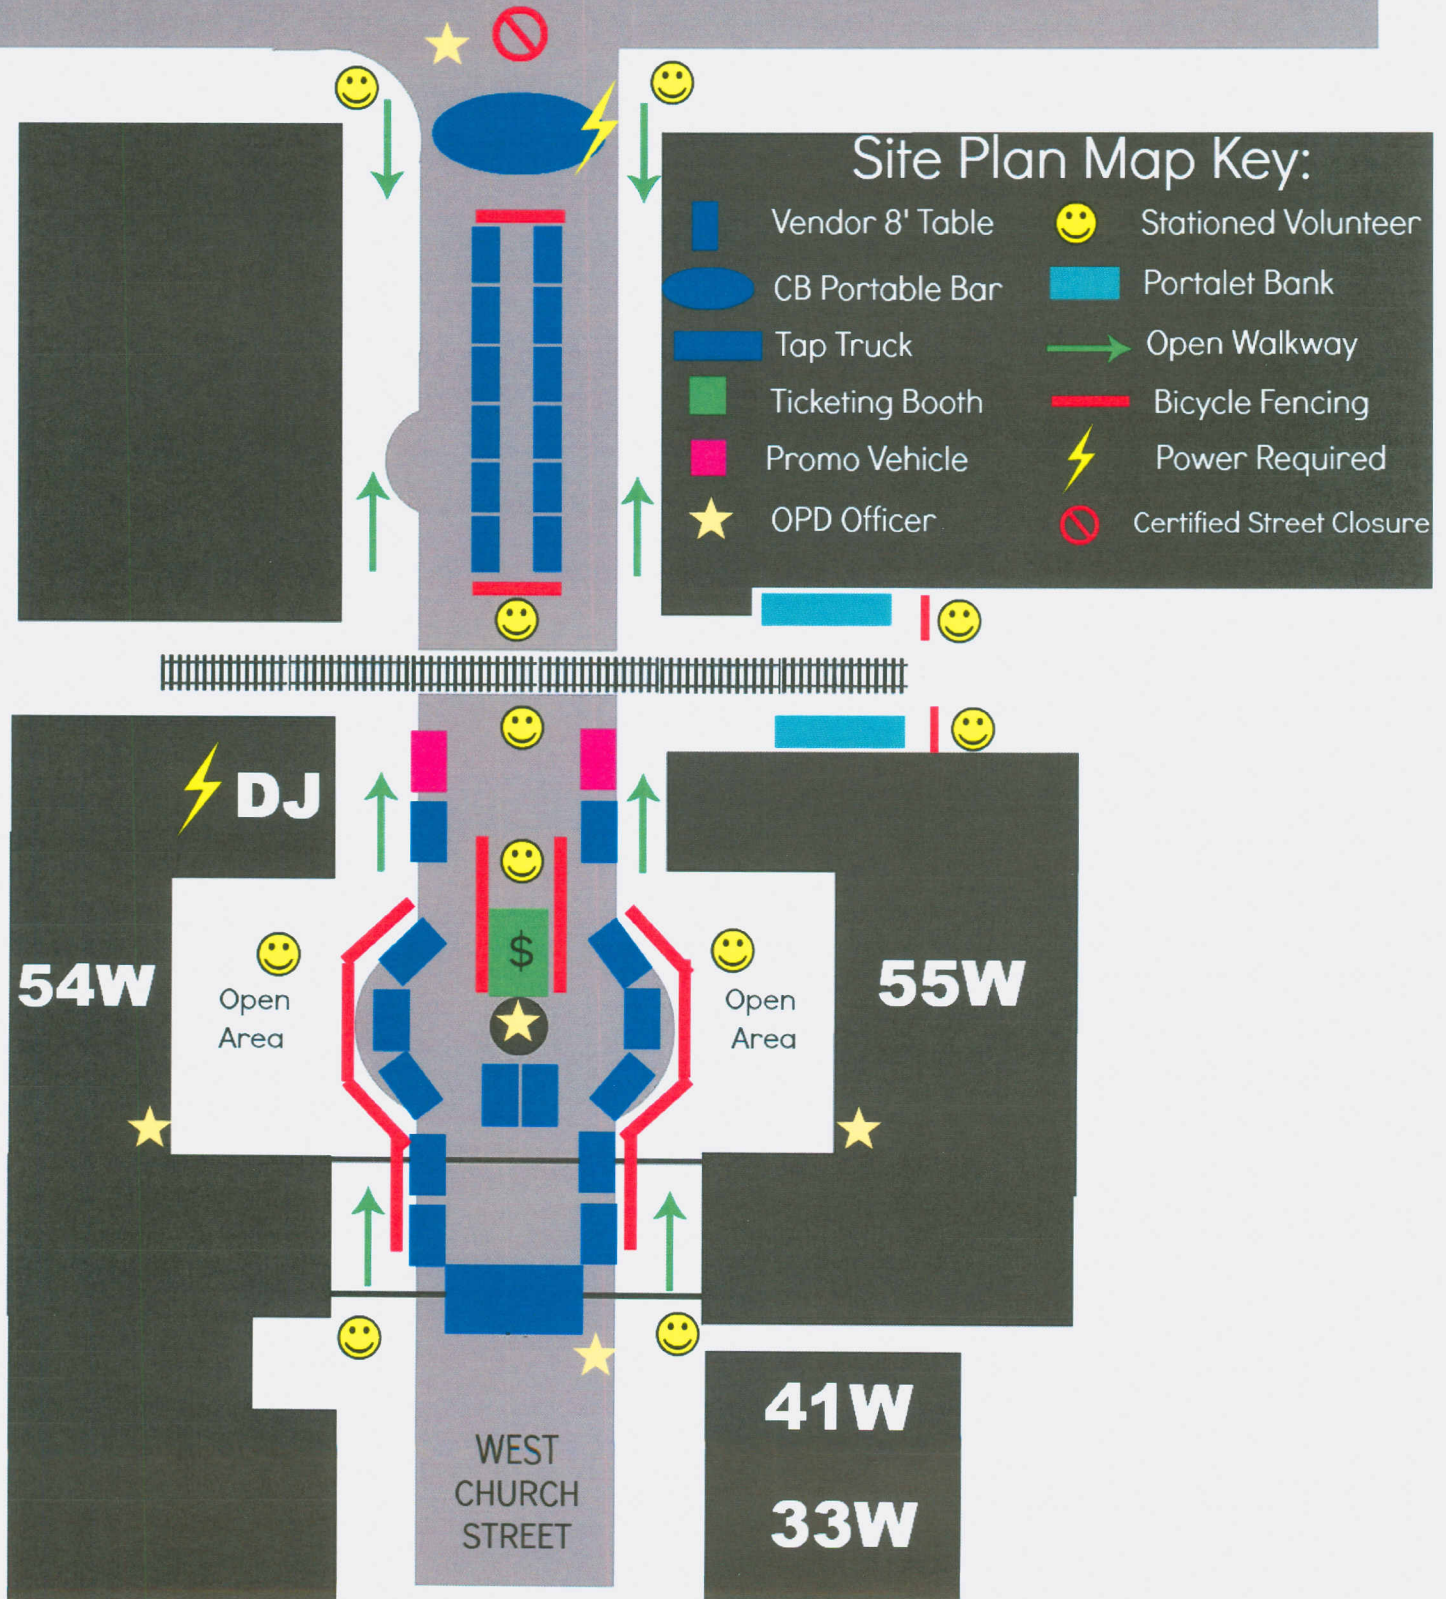 Site Plan Map Key:
Vendor 8' Table
Stationed Volunteer
CB Portable Bar
Portalet Bank
Tap Truck
Open Walkway
Ticketing Booth
Bicycle Fencing
Promo Vehicle
Power Required
OPD Officer
Certified Street Closure
DJ
$
54W
Open
Area
Open
Area
55W
41W
33W
WEST
CHURCH
STREET